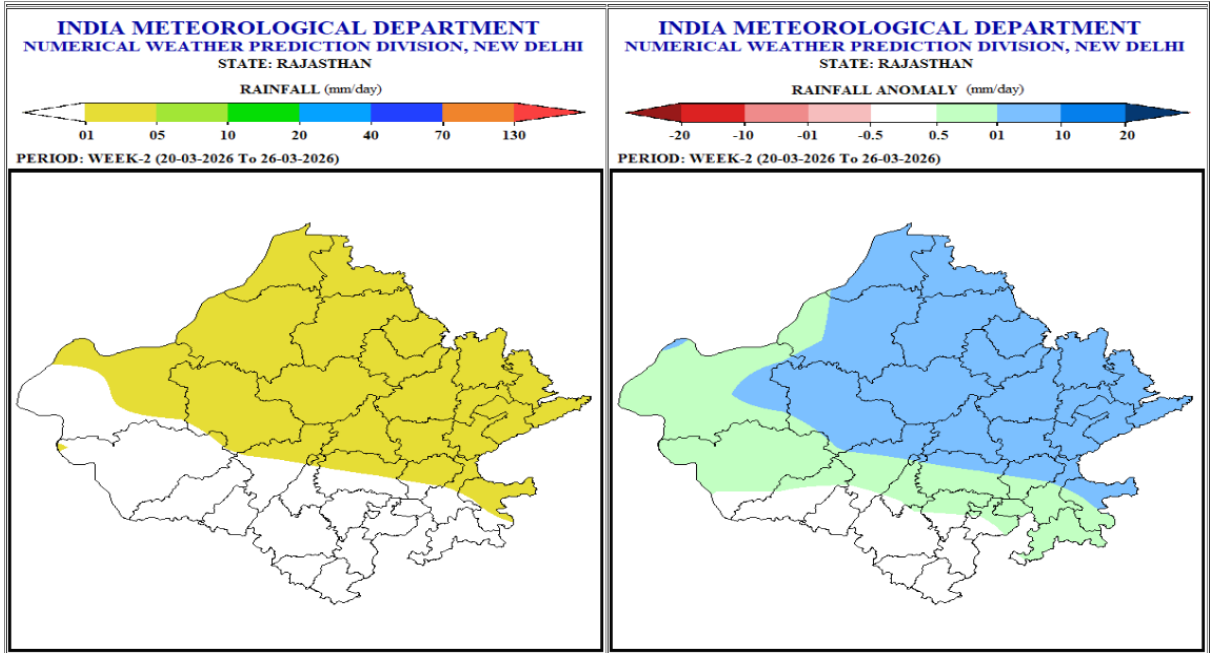 INDIA METEOROLOGICAL DEPARTMENT
NUMERICAL WEATHER PREDICTION DIVISION, NEW DELHI
STATE: RAJASTHAN
RAINFALL (mm/day)
01 05 10 20 40 70 130
PERIOD: WEEK-2 (20-03-2026 To 26-03-2026)
INDIA METEOROLOGICAL DEPARTMENT
NUMERICAL WEATHER PREDICTION DIVISION, NEW DELHI
STATE: RAJASTHAN
RAINFALL ANOMALY (mm/day)
-20 -10 -01 -0.5 0.5 01 10 20
PERIOD: WEEK-2 (20-03-2026 To 26-03-2026)